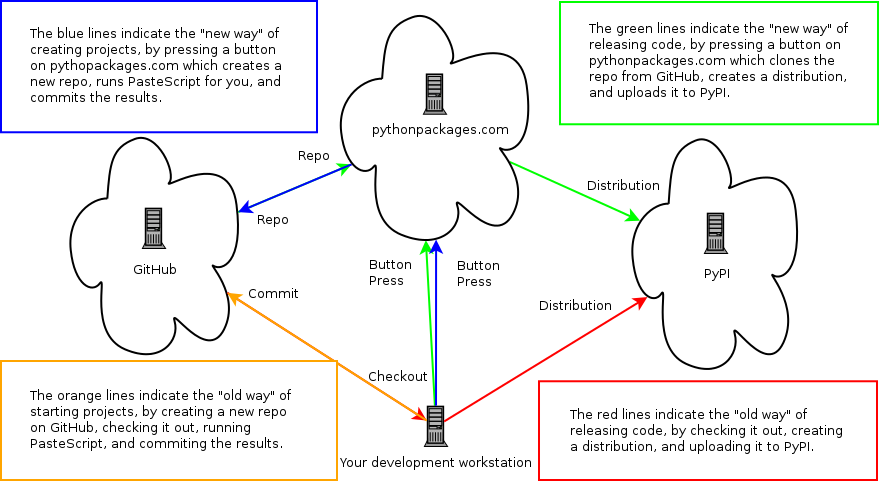 The blue lines indicate the "new way" of
creating projects, by pressing a button
on pythopackages.com which creates a
new repo, runs PasteScript for you, and
commits the results.
The green lines indicate the "new way" of
releasing code, by pressing a button on
pythonpackages.com which clones the
repo from GitHub, creates a distribution,
and uploads it to PyPI.
pythonpackages.com
Repo
Repo
Distribution
GitHub
PyPI
Button
Press
Button
Press
Commit
Distribution
Checkout
The orange lines indicate the "old way" of
starting projects, by creating a new repo
on GitHub, checking it out, running
PasteScript, and commiting the results.
The red lines indicate the "old way" of
releasing code, by checking it out, creating
a distribution, and uploading it to PyPI.
Your development workstation